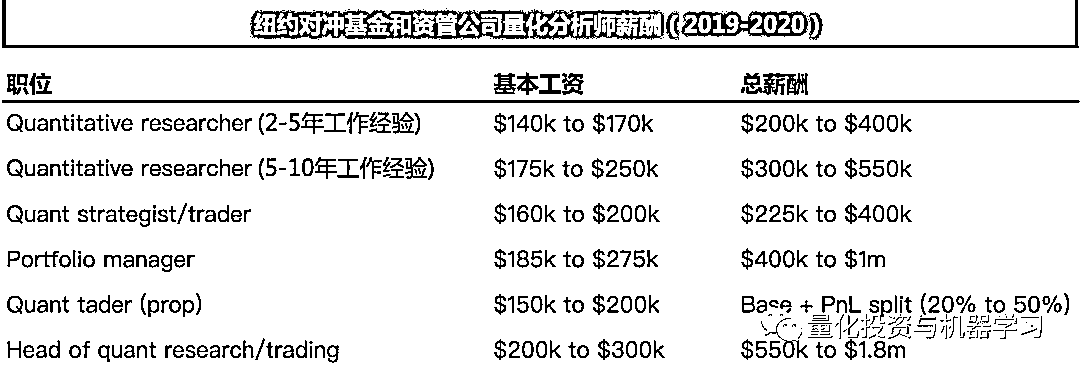 纽约对冲基金和资管公司量化分析师薪酬(2019-2020)
职位 基本工资 总薪酬
Quantitative researcher (2-5年工作经验) $140k to $170k $200k to $400k
Quantitative researcher (5-10年工作经验) $175k to $250k $300k to $550k
Quant strategist/trader $160k to $200k $225k to $400k
Portfolio manager $185k to $275k $400k to $1m
Quant tader (prop) $150k to $200k Base + PnL split (20% to 50%)
量化投资与机器学习
Head of quant research/trading $200k to $300k $550k to $1.8m